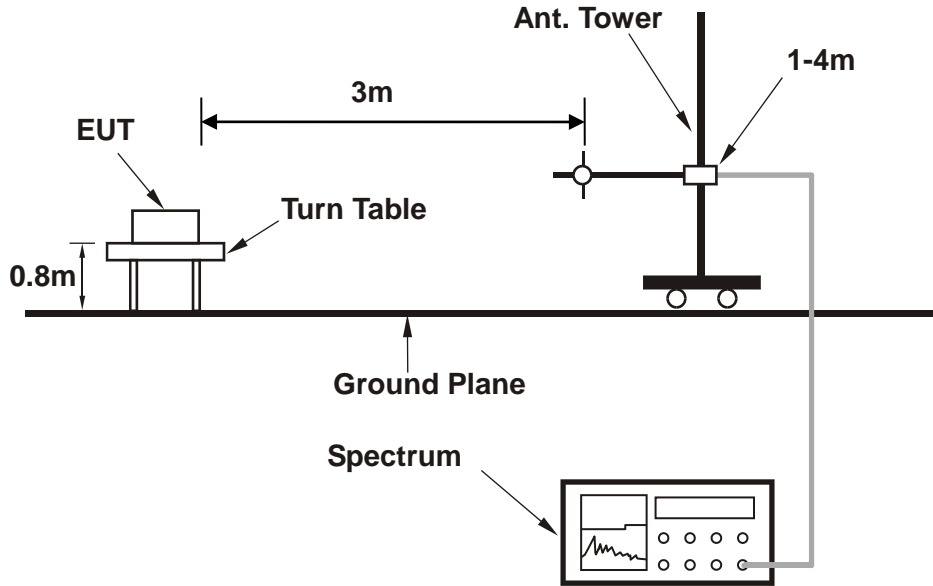 Ant. Tower
1-4m
3m
EUT
Turn Table
0.8m
Ground Plane
Spectrum